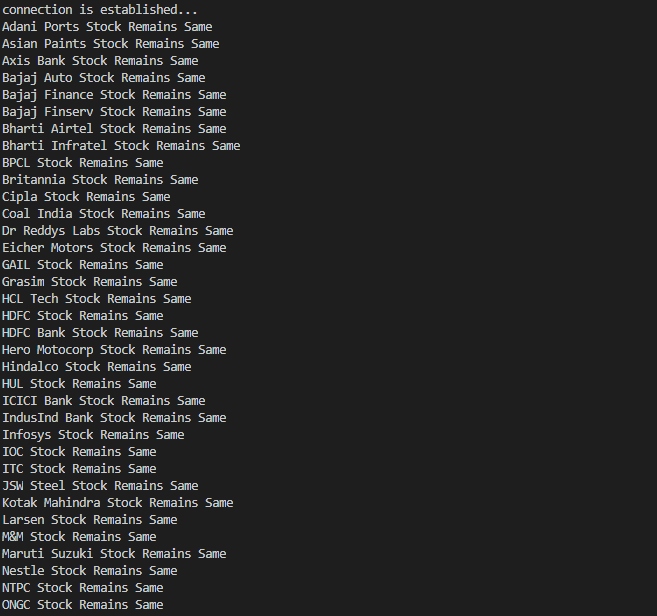 connection is established...
Adani Ports Stock Remains Same
Asian Paints Stock Remains Same
Axis Bank Stock Remains Same
Bajaj Auto Stock Remains Same
Bajaj Finance Stock Remains Same
Bajaj Finserv Stock Remains Same
Bharti Airtel Stock Remains Same
Bharti Infratel Stock Remains Same
BPCL Stock Remains Same
Britannia Stock Remains Same
Cipla Stock Remains Same
Coal India Stock Remains Same
Dr Reddys Labs Stock Remains Same
Eicher Motors Stock Remains Same
GAIL Stock Remains Same
Grasim Stock Remains Same
HCL Tech Stock Remains Same
HDFC Stock Remains Same
HDFC Bank Stock Remains Same
Hero Motocorp Stock Remains Same
Hindalco Stock Remains Same
HUL Stock Remains Same
ICICI Bank Stock Remains Same
IndusInd Bank Stock Remains Same
Infosys Stock Remains Same
IOC Stock Remains Same
ITC Stock Remains Same
JSW Steel Stock Remains Same
Kotak Mahindra Stock Remains Same
Larsen Stock Remains Same
M&M Stock Remains Same
Maruti Suzuki Stock Remains Same
Nestle Stock Remains Same
NTPC Stock Remains Same
ONGC Stock Remains Same